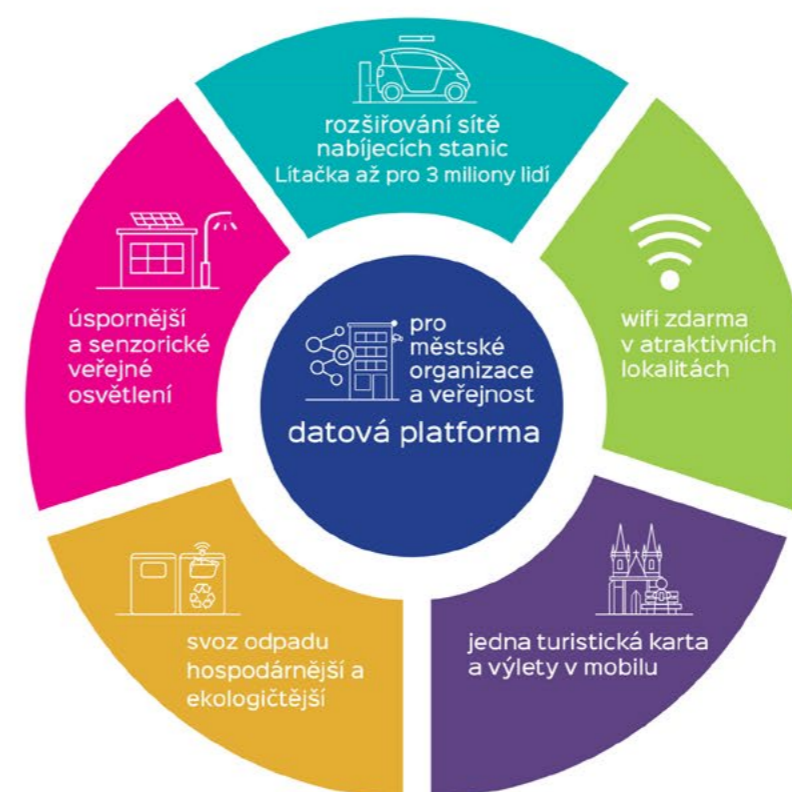 rozšiřování sítě
nabíjecích stanic
Lítačka až pro 3 miliony lidí
wifi zdarma
v atraktivních
lokalitách
jedna turistická karta
a výlety v mobilu
svoz odpadu
hospodárnější a
ekologičtější
úspornější
a senzorické
veřejné
osvětlení
pro
městské
organizace
a veřejnost
datová platforma